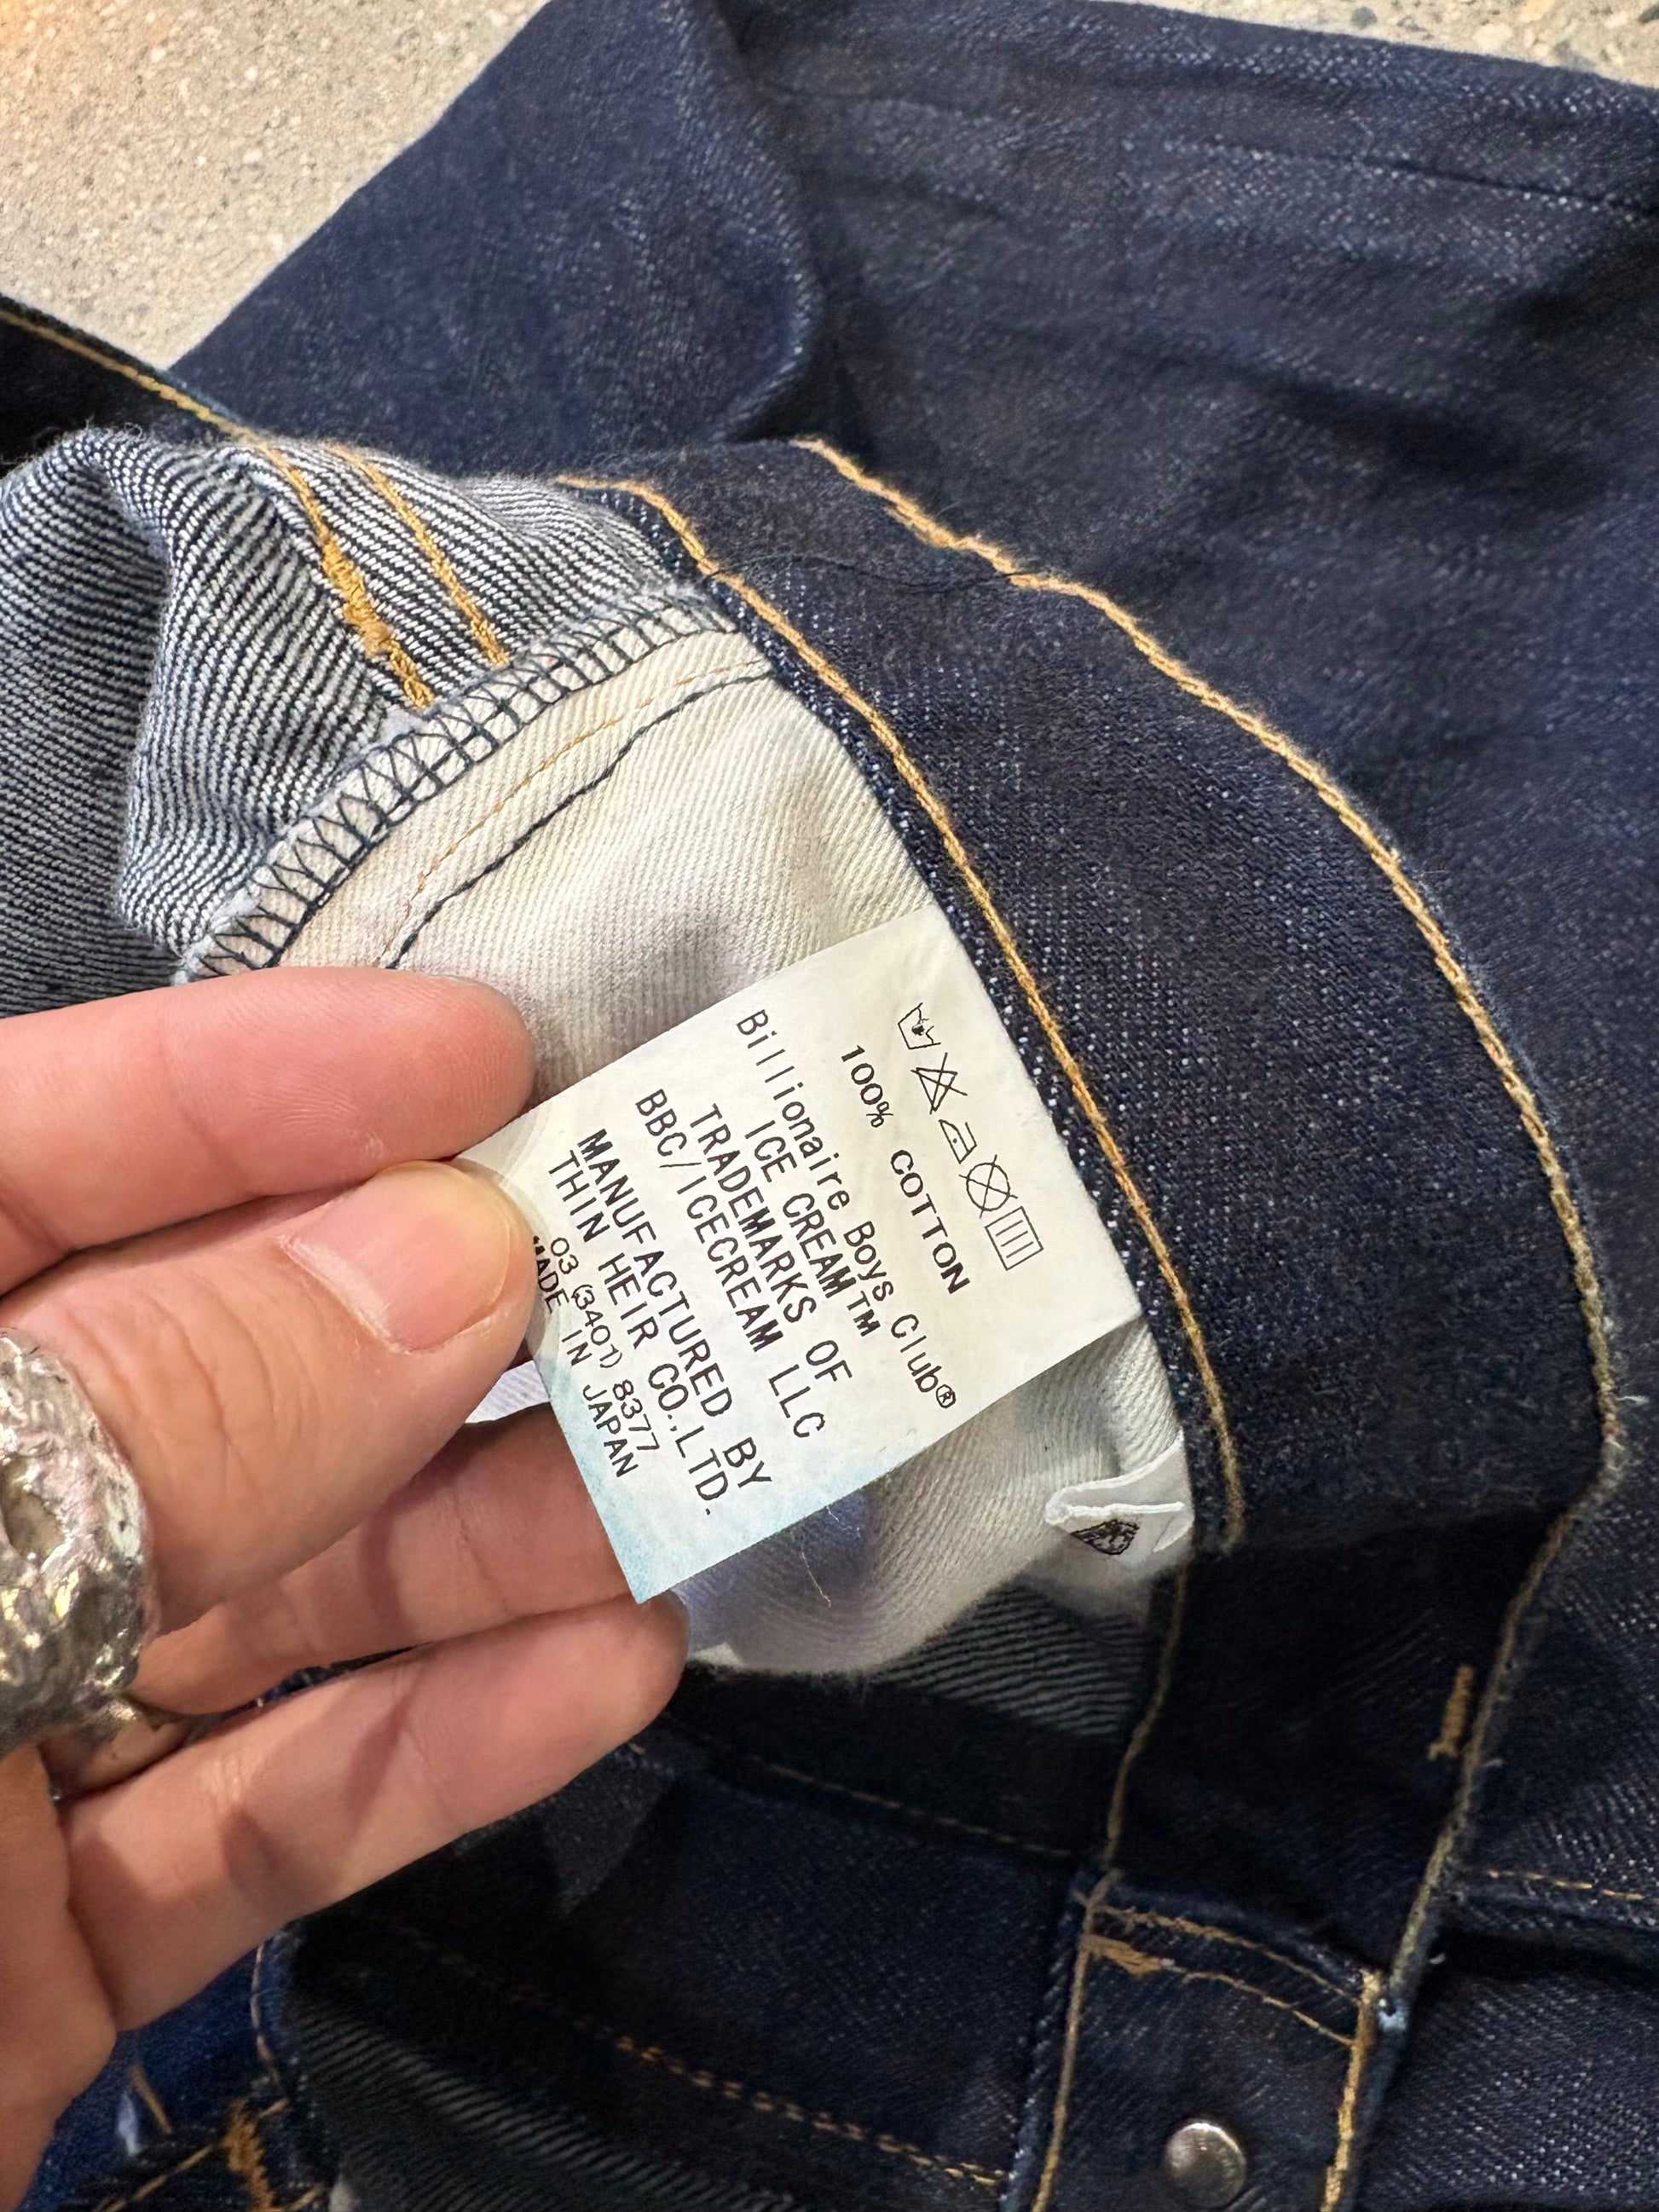 100% COTTON
Billionaire Boys Club®
ICE CREAM™
TRADEMARKS OF
BBC/ICECREAM LLC
MANUFACTURED BY
THIN HEIR CO.,LTD.
03 (3401) 8377
MADE IN JAPAN